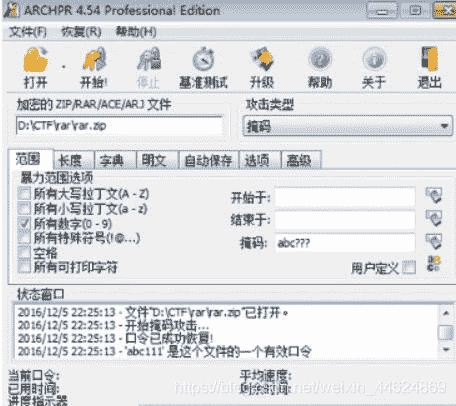 ARCHPR 4.54 Professional Edition
文件(F) 恢复(R) 帮助(H)
打开 开始! 停止 基准测试 升级 帮助 关于 退出
加密的 ZIP/RAR/ACE/ARJ 文件 攻击类型
D:\CTF\rar\rar.zip 掩码
范围 长度 字典 明文 自动保存 选项 高级
暴力范围选项
所有大写拉丁文(A - Z) 开始于:
所有小写拉丁文(a - z)
所有数字(0 - 9) 结束于:
所有特殊符号(!@...) 掩码: abc???
空格
所有可打印字符 用户定义
状态窗口
2016/12/5 22:25:13 - 文件"D:\CTF\rar\rar.zip"已打开。
2016/12/5 22:25:13 - 开始掩码攻击...
2016/12/5 22:25:13 - 口令已成功恢复!
2016/12/5 22:25:13 - 'abc111' 是这个文件的一个有效口令
当前口令: 平均速度:
已用时间: 剩余时间:
进度指示器
https://blog.csdn.net/weixin_44624869